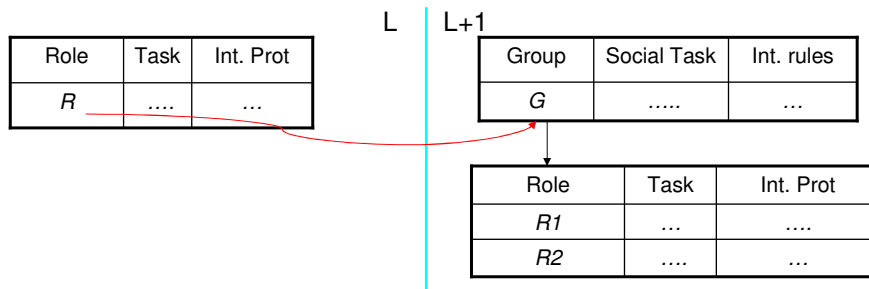 L L+1
Role Task Int. Prot
R .... ...
Group Social Task Int. rules
G ..... ...
Role Task Int. Prot
R1 ... ....
R2 .... ...